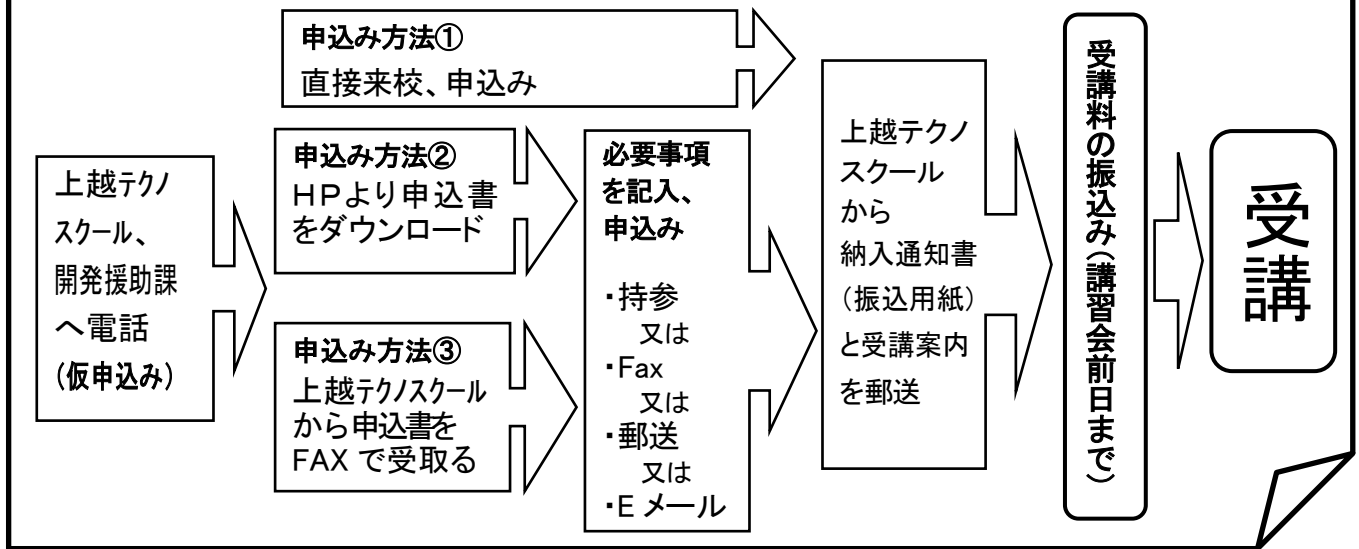 上越テクノ
スクール、
開発援助課
へ電話
(仮申込み)
申込み方法①
直接来校、申込み
申込み方法②
HPより申込書
をダウンロード
申込み方法③
上越テクノスクール
から申込書を
FAXで受取る
必要事項
を記入、
申込み
・持参
又は
・Fax
又は
・郵送
又は
・Eメール
上越テクノ
スクール
から
納入通知書
（振込用紙）
と受講案内
を郵送
受講料の振込み（講習会前日まで）
受講